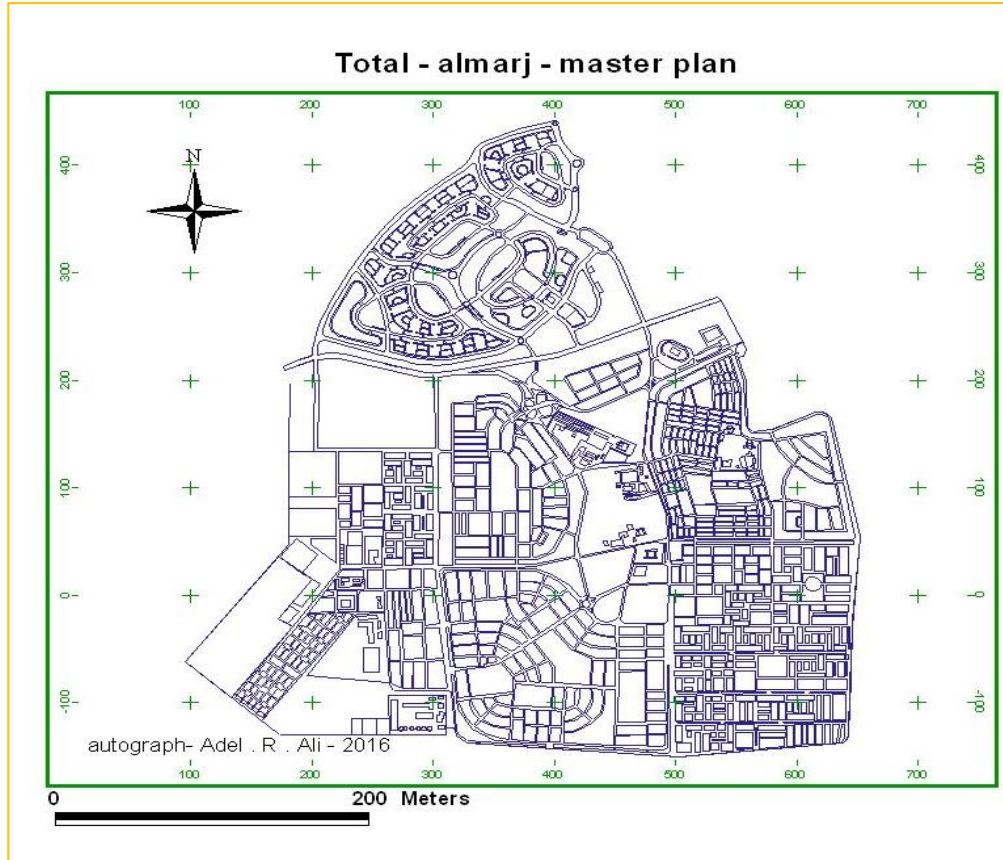 Total - almarj - master plan
100 200 300 400 500 600 700
N
400 400
300 300
200 200
100 100
0 0
-100 -100
autograph- Adel . R . Ali - 2016
100 200 300 400 500 600 700
0 200 Meters